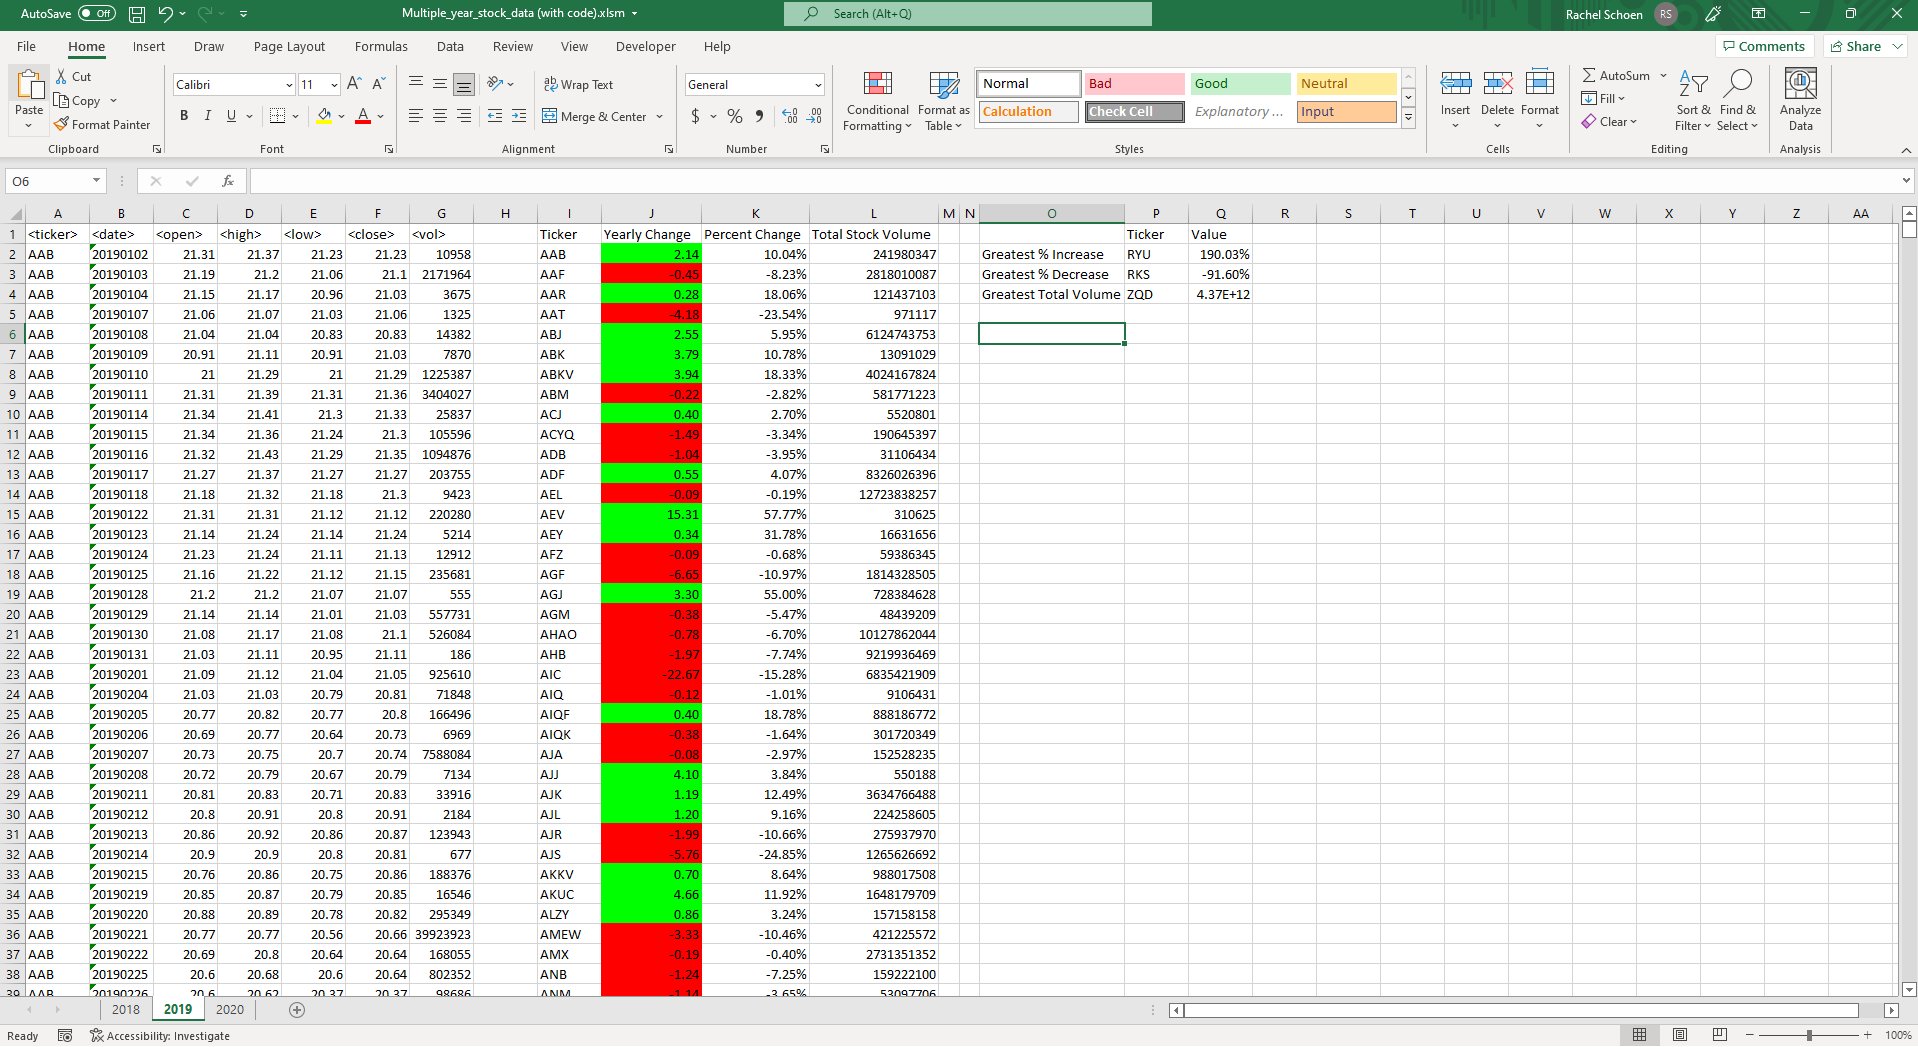 AutoSave Off Multiple_year_stock_data (with code).xlsm Search (Alt+Q) Rachel Schoen RS
File Home Insert Draw Page Layout Formulas Data Review View Developer Help Comments Share
Paste Cut Copy Format Painter
Clipboard
Calibri 11 A A
B I U A
Font
Wrap Text
Merge & Center
Alignment
General
$ % 9
Number
Conditional Formatting Format as Table
Normal Bad Good Neutral
Calculation Check Cell Explanatory ... Input
Styles
Insert Delete Format
Cells
AutoSum Fill Clear
Sort & Filter Find & Select
Editing
Analyze Data
Analysis
O6 fx
A B C D E F G H I J K L M N O P Q R S T U V W X Y Z AA
1 <ticker> <date> <open> <high> <low> <close> <vol> Ticker Yearly Change Percent Change Total Stock Volume Ticker Value
2 AAB 20190102 21.31 21.37 21.23 21.23 10958 AAB 2.14 10.04% 241980347 Greatest % Increase RYU 190.03%
3 AAB 20190103 21.19 21.2 21.06 21.1 2171964 AAF -0.45 -8.23% 2818010087 Greatest % Decrease RKS -91.60%
4 AAB 20190104 21.15 21.17 20.96 21.03 3675 AAR 0.28 18.06% 121437103 Greatest Total Volume ZQD 4.37E+12
5 AAB 20190107 21.06 21.07 21.03 21.06 1325 AAT -4.18 -23.54% 971117
6 AAB 20190108 21.04 21.04 20.83 20.83 14382 ABJ 2.55 5.95% 6124743753
7 AAB 20190109 20.91 21.11 20.91 21.03 7870 ABK 3.79 10.78% 13091029
8 AAB 20190110 21 21.29 21 21.29 1225387 ABKV 3.94 18.33% 4024167824
9 AAB 20190111 21.31 21.39 21.31 21.36 3404027 ABM -0.22 -2.82% 581771223
10 AAB 20190114 21.34 21.41 21.3 21.33 25837 ACJ 0.40 2.70% 5520801
11 AAB 20190115 21.34 21.36 21.24 21.3 105596 ACYQ -1.49 -3.34% 190645397
12 AAB 20190116 21.32 21.43 21.29 21.35 1094876 ADB -1.04 -3.95% 31106434
13 AAB 20190117 21.27 21.37 21.27 21.27 203755 ADF 0.55 4.07% 8326026396
14 AAB 20190118 21.18 21.32 21.18 21.3 9423 AEL -0.09 -0.19% 12723838257
15 AAB 20190122 21.31 21.31 21.12 21.12 220280 AEV 15.31 57.77% 310625
16 AAB 20190123 21.14 21.24 21.14 21.24 5214 AEY 0.34 31.78% 16631656
17 AAB 20190124 21.23 21.24 21.11 21.13 12912 AFZ -0.09 -0.68% 59386345
18 AAB 20190125 21.16 21.22 21.12 21.15 235681 AGF -6.65 -10.97% 1814328505
19 AAB 20190128 21.2 21.2 21.07 21.07 555 AGJ 3.30 55.00% 728384628
20 AAB 20190129 21.14 21.14 21.01 21.03 557731 AGM -0.38 -5.47% 48439209
21 AAB 20190130 21.08 21.17 21.08 21.1 526084 AHAO -0.78 -6.70% 10127862044
22 AAB 20190131 21.03 21.11 20.95 21.11 186 AHB -1.97 -7.74% 9219936469
23 AAB 20190201 21.09 21.12 21.04 21.05 925610 AIC -22.67 -15.28% 6835421909
24 AAB 20190204 21.03 21.03 20.79 20.81 71848 AIQ -0.12 -1.01% 9106431
25 AAB 20190205 20.77 20.82 20.77 20.8 166496 AIQF 0.40 18.78% 888186772
26 AAB 20190206 20.69 20.77 20.64 20.73 6969 AIQK -0.38 -1.64% 301720349
27 AAB 20190207 20.73 20.75 20.7 20.74 7588084 AJA -0.08 -2.97% 152528235
28 AAB 20190208 20.72 20.79 20.67 20.79 7134 AJJ 4.10 3.84% 550188
29 AAB 20190211 20.81 20.83 20.71 20.83 33916 AJK 1.19 12.49% 3634766488
30 AAB 20190212 20.8 20.91 20.8 20.91 2184 AJL 1.20 9.16% 224258605
31 AAB 20190213 20.86 20.92 20.86 20.87 123943 AJR -1.99 -10.66% 275937970
32 AAB 20190214 20.9 20.9 20.8 20.81 677 AJS -5.76 -24.85% 1265626692
33 AAB 20190215 20.76 20.86 20.75 20.86 188376 AKKV 0.70 8.64% 988017508
34 AAB 20190219 20.85 20.87 20.79 20.85 16546 AKUC 4.66 11.92% 1648179709
35 AAB 20190220 20.88 20.89 20.78 20.82 295349 ALZY 0.86 3.24% 157158158
36 AAB 20190221 20.77 20.77 20.56 20.66 39923923 AMEW -3.33 -10.46% 421225572
37 AAB 20190222 20.69 20.8 20.64 20.64 168055 AMX -0.19 -0.40% 2731351352
38 AAB 20190225 20.6 20.68 20.6 20.64 802352 ANB -1.24 -7.25% 159222100
39 AAB 20190226 20.6 20.62 20.37 20.37 98686 ANM -1.14 -3.65% 53097706
2018 2019 2020
Ready Accessibility: Investigate 100%